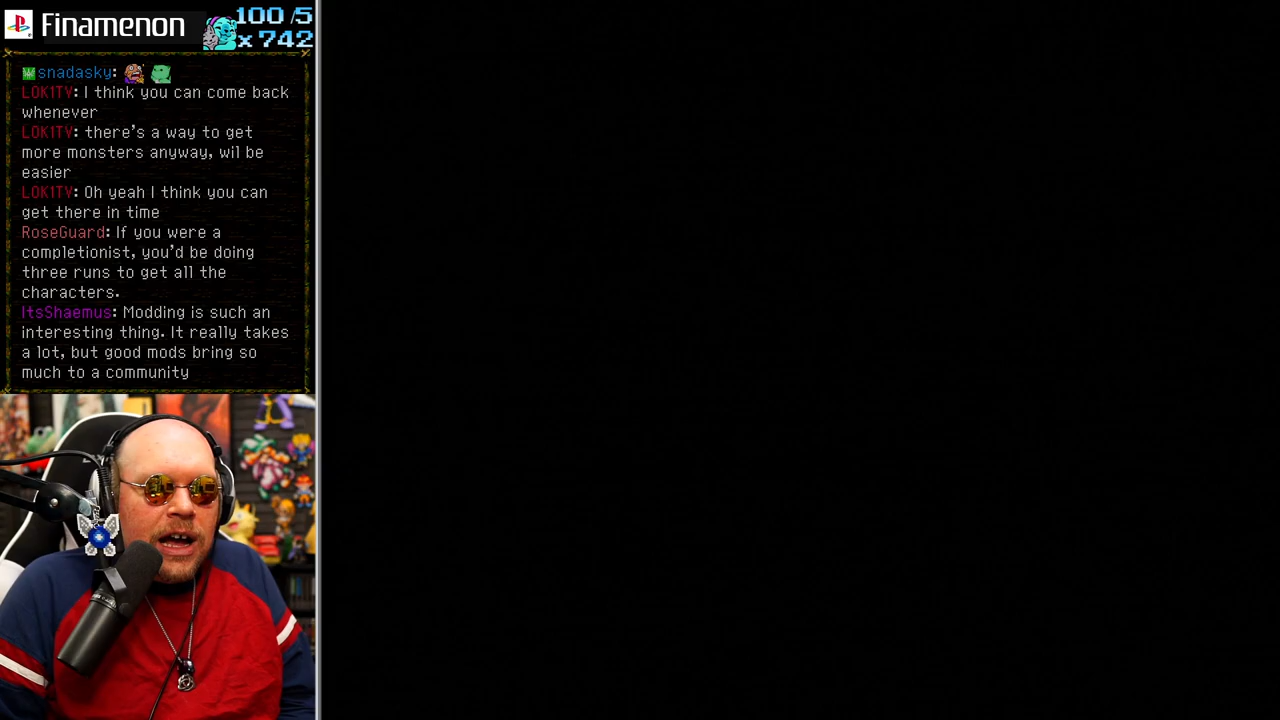 Finamenon
100/5
x 742
snadasky:
LOK1TV: I think you can come back
whenever
LOK1TV: there's a way to get
more monsters anyway, wil be
easier
LOK1TV: Oh yeah I think you can
get there in time
RoseGuard: If you were a
completionist, you'd be doing
three runs to get all the
characters.
ItsShaemus: Modding is such an
interesting thing. It really takes
a lot, but good mods bring so
much to a community